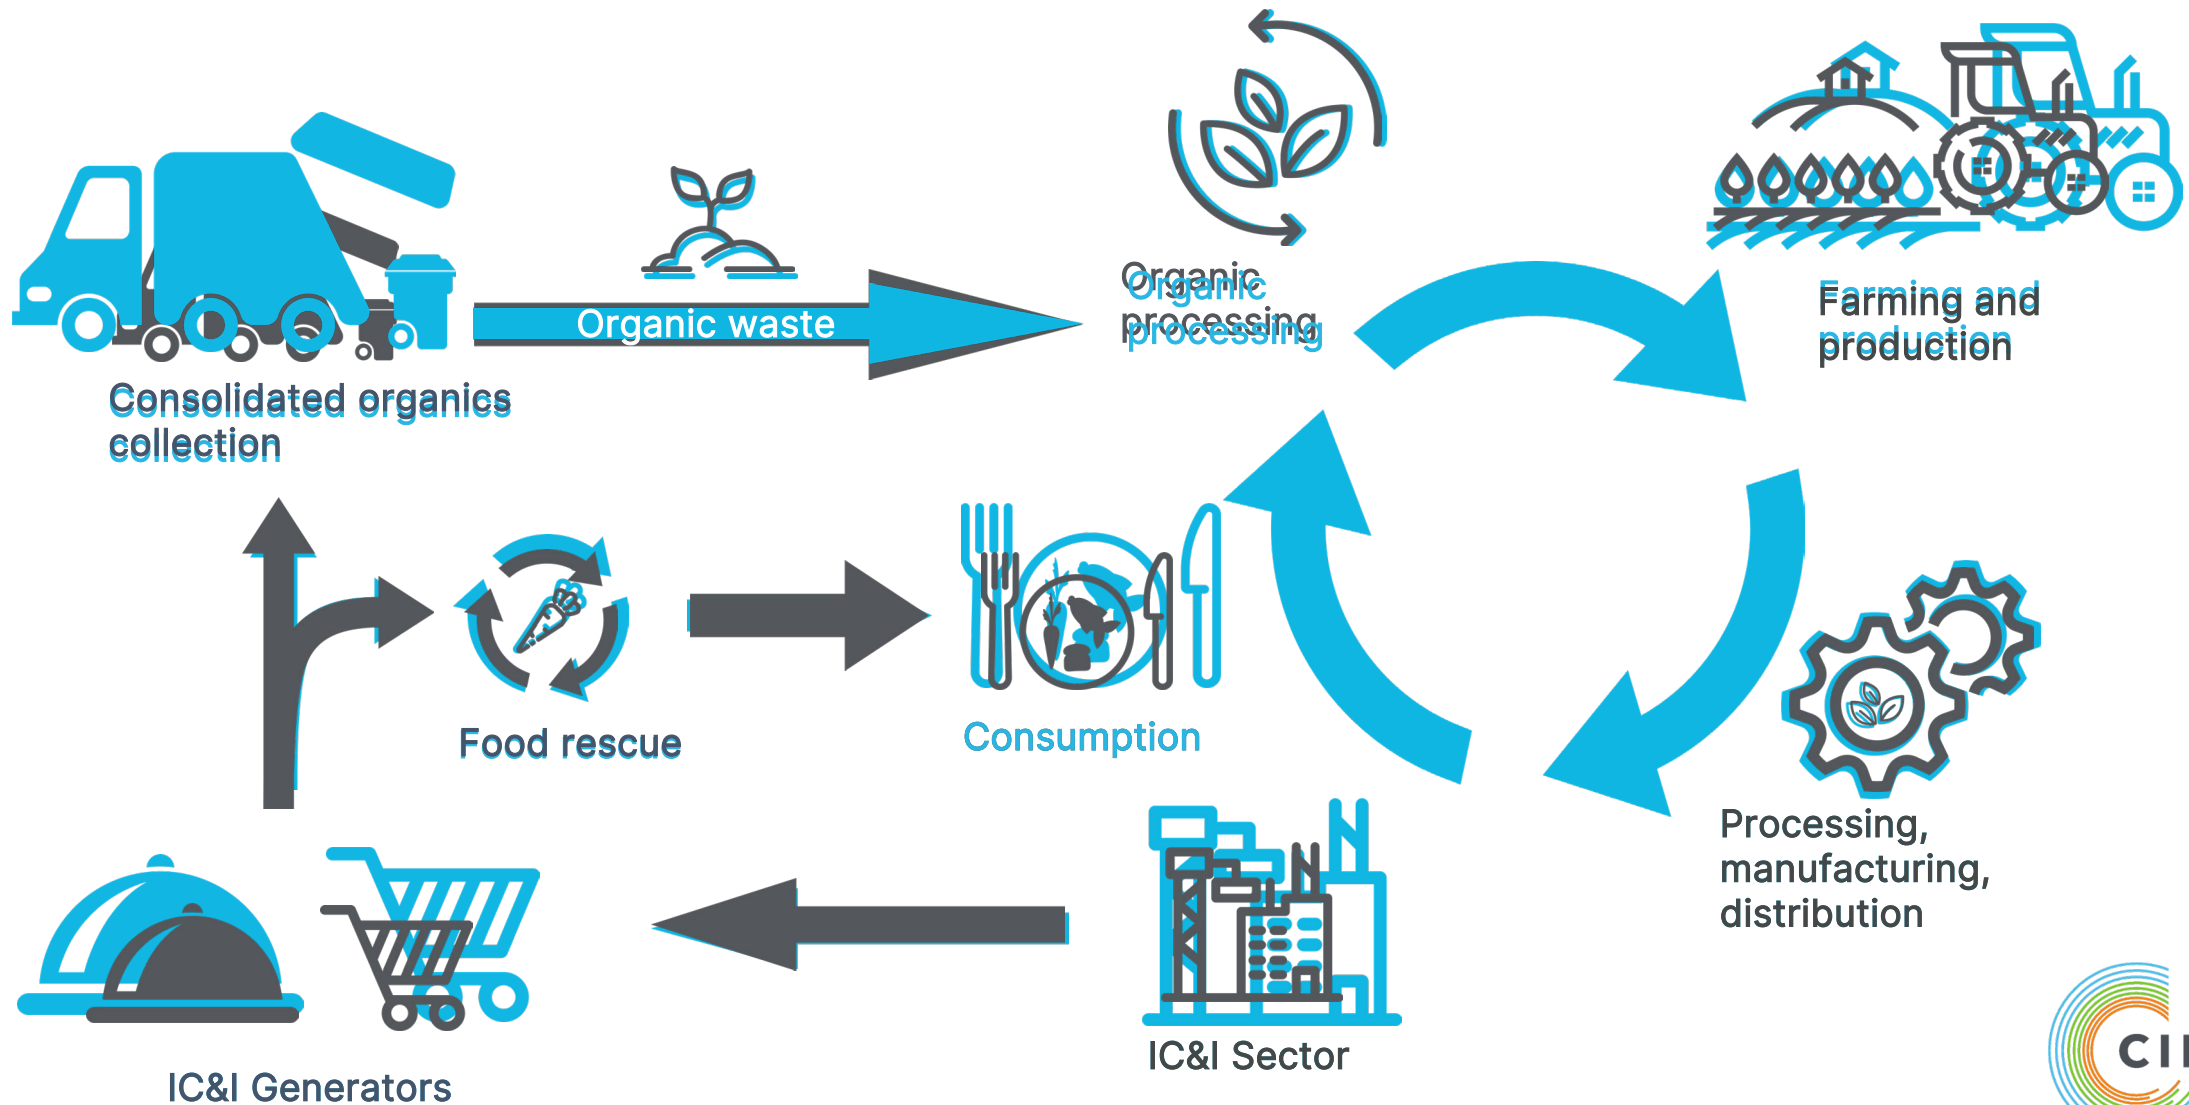 Organic
processing
Farming and
production
Organic waste
Consolidated organics
collection
Food rescue
Consumption
Processing,
manufacturing,
distribution
IC&I Sector
IC&I Generators